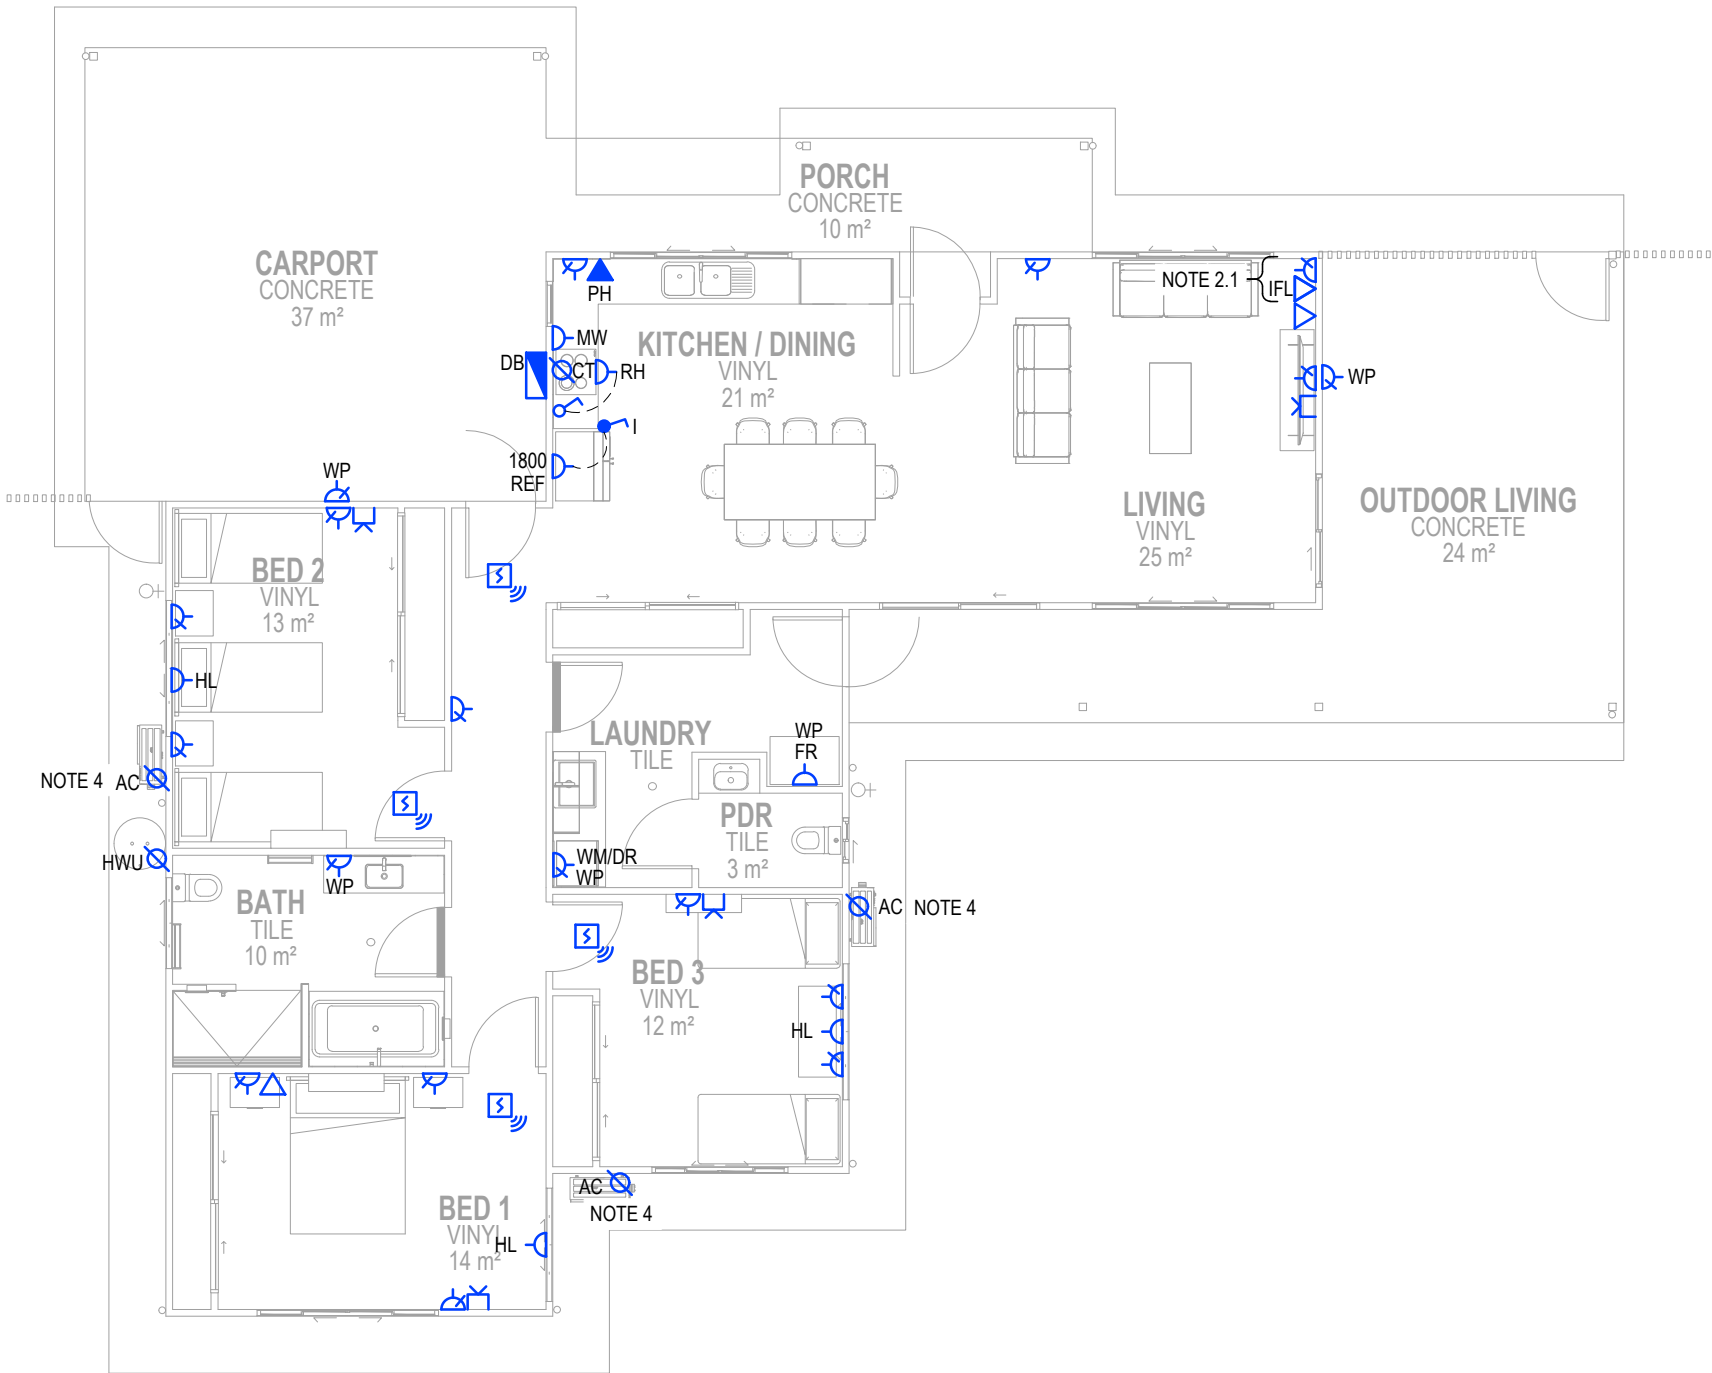 PORCH
CONCRETE
10 m²
CARPORT
CONCRETE
37 m²
PH
NOTE 2.1
IFL
MW
KITCHEN / DINING
VINYL
21 m²
DB
CT
RH
WP
I
1800
REF
WP
LIVING
VINYL
25 m²
OUTDOOR LIVING
CONCRETE
24 m²
BED 2
VINYL
13 m²
HL
LAUNDRY
TILE
WP
FR
NOTE 4
AC
PDR
TILE
3 m²
HWU
WM/DR
WP
WP
BATH
TILE
10 m²
AC
NOTE 4
BED 3
VINYL
12 m²
HL
AC
NOTE 4
BED 1
VINYL
14 m²
HL